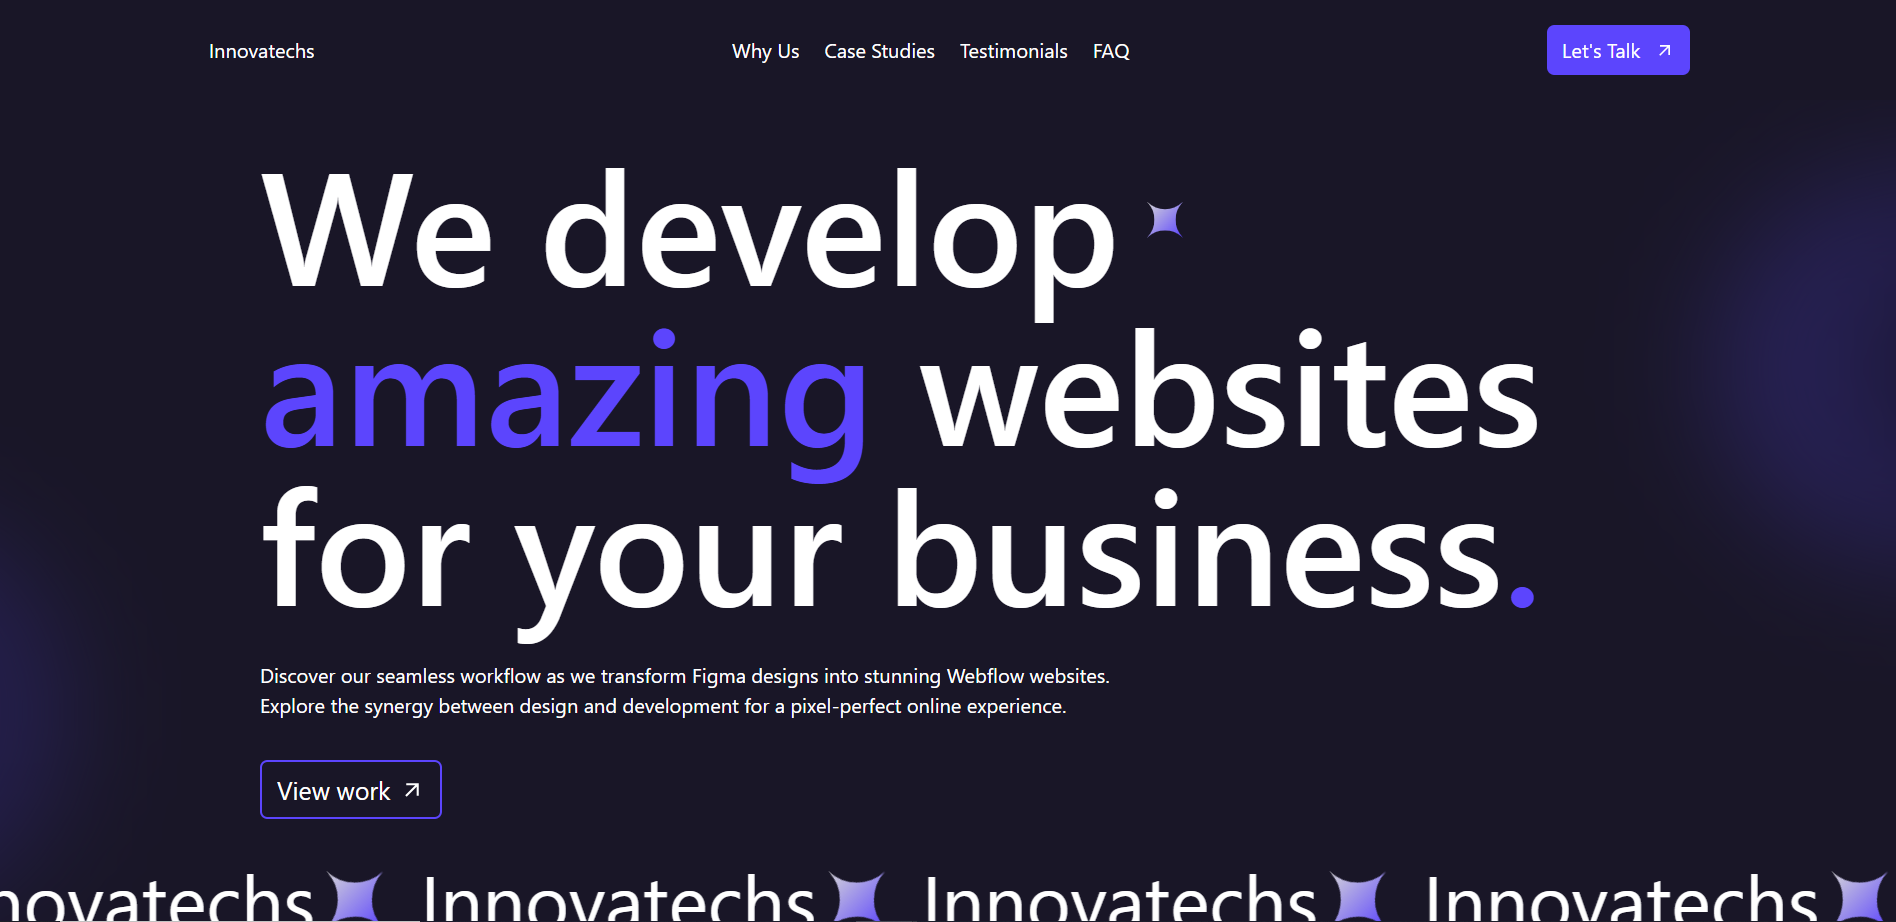 Innovatechs
Why Us Case Studies Testimonials FAQ
Let's Talk
We develop
amazing websites
for your business.
Discover our seamless workflow as we transform Figma designs into stunning Webflow websites.
Explore the synergy between design and development for a pixel-perfect online experience.
View work
novatechs Innovatechs Innovatechs Innovatechs